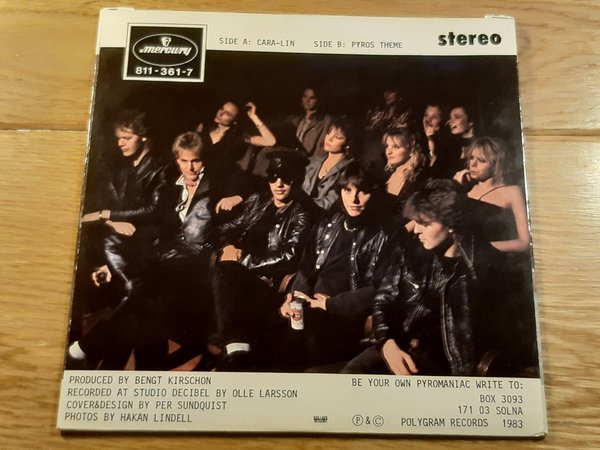 SIDE A: CARA-LIN SIDE B: PYROS THEME stereo
mercury
811-361-7
PRODUCED BY BENGT KIRSCHON
RECORDED AT STUDIO DECIBEL BY OLLE LARSSON
COVER&DESIGN BY PER SUNDQUIST
PHOTOS BY HÅKAN LINDELL
BE YOUR OWN PYROMANIAC WRITE TO:
BOX 3093
171 03 SOLNA
Ⓟ & © POLYGRAM RECORDS 1983